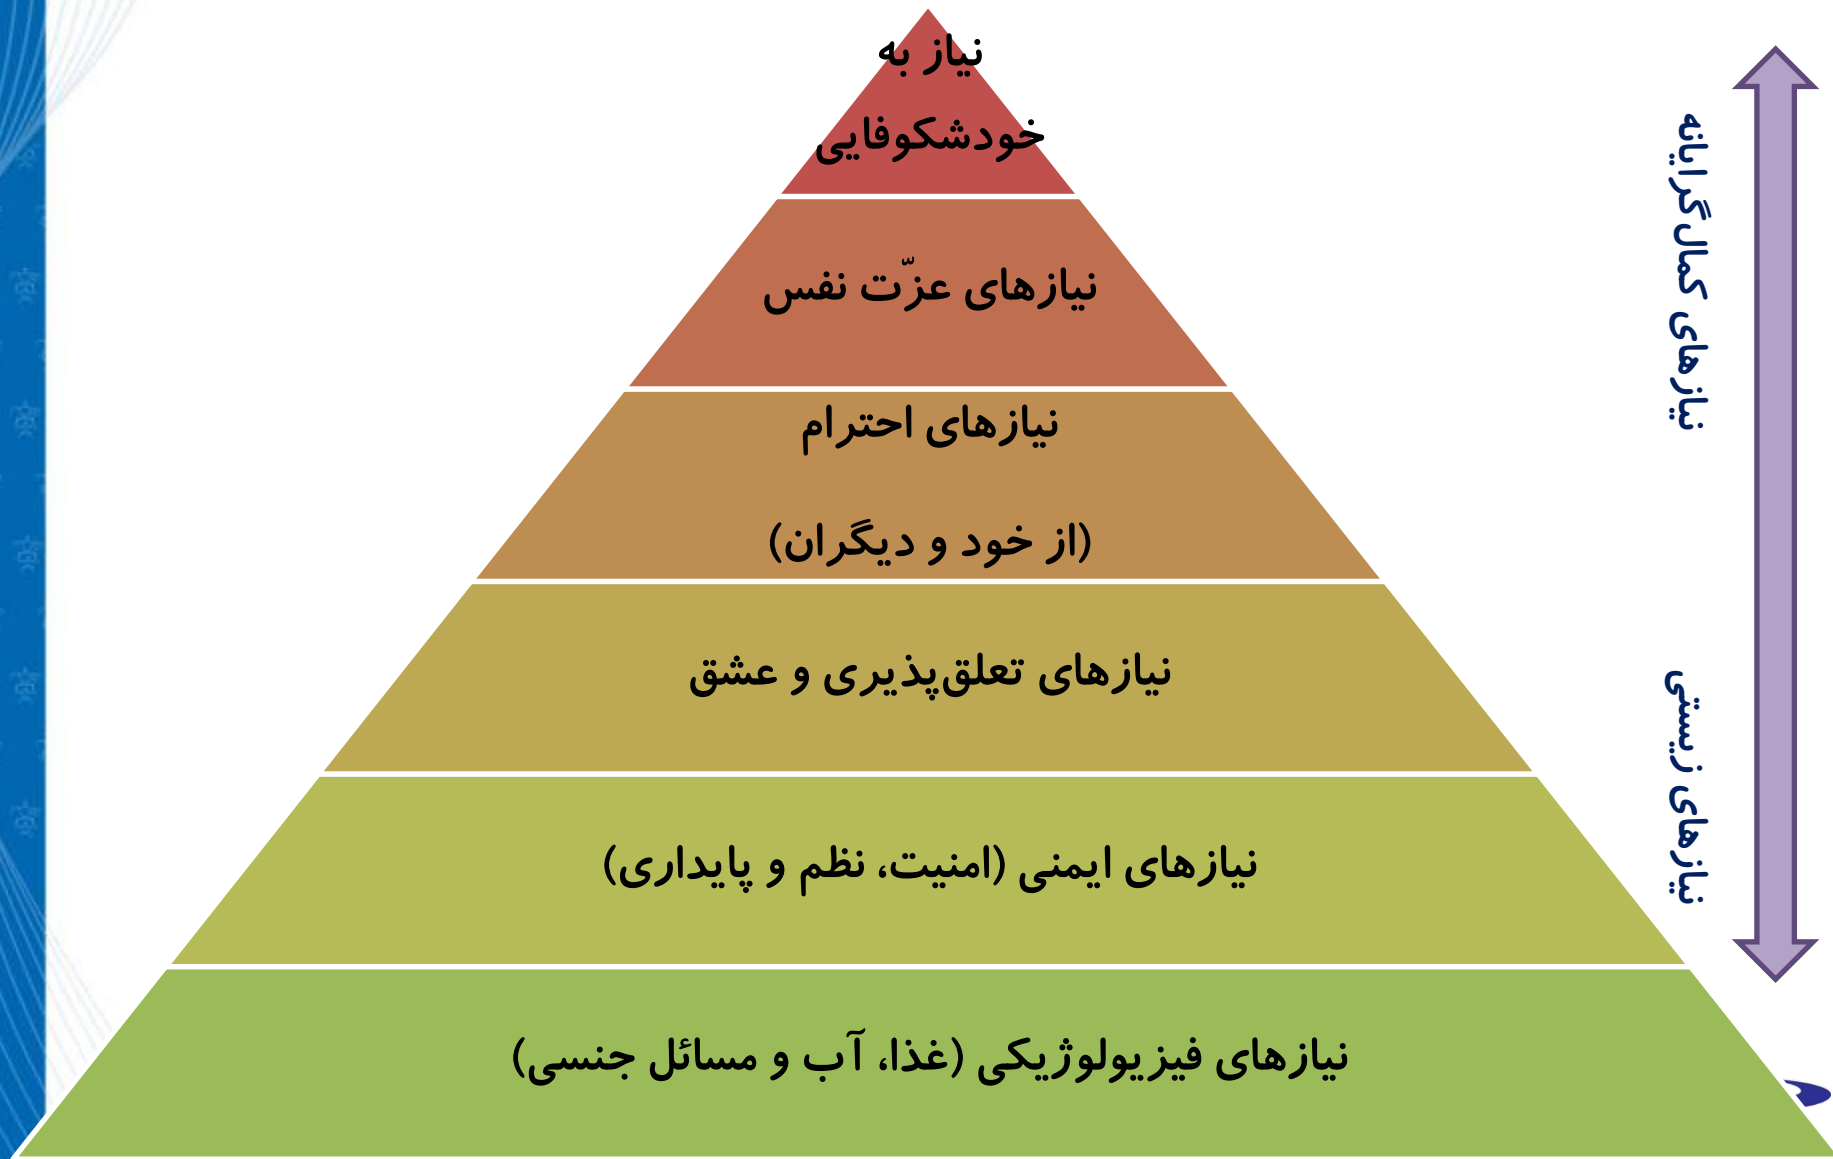 نیاز به
خودشکوفایی
نیازهای عزّت نفس
نیازهای احترام
(از خود و دیگران)
نیازهای تعلق‌پذیری و عشق
نیازهای ایمنی (امنیت، نظم و پایداری)
نیازهای فیزیولوژیکی (غذا، آب و مسائل جنسی)
نیازهای کمال‌گرایانه
نیازهای زیستی